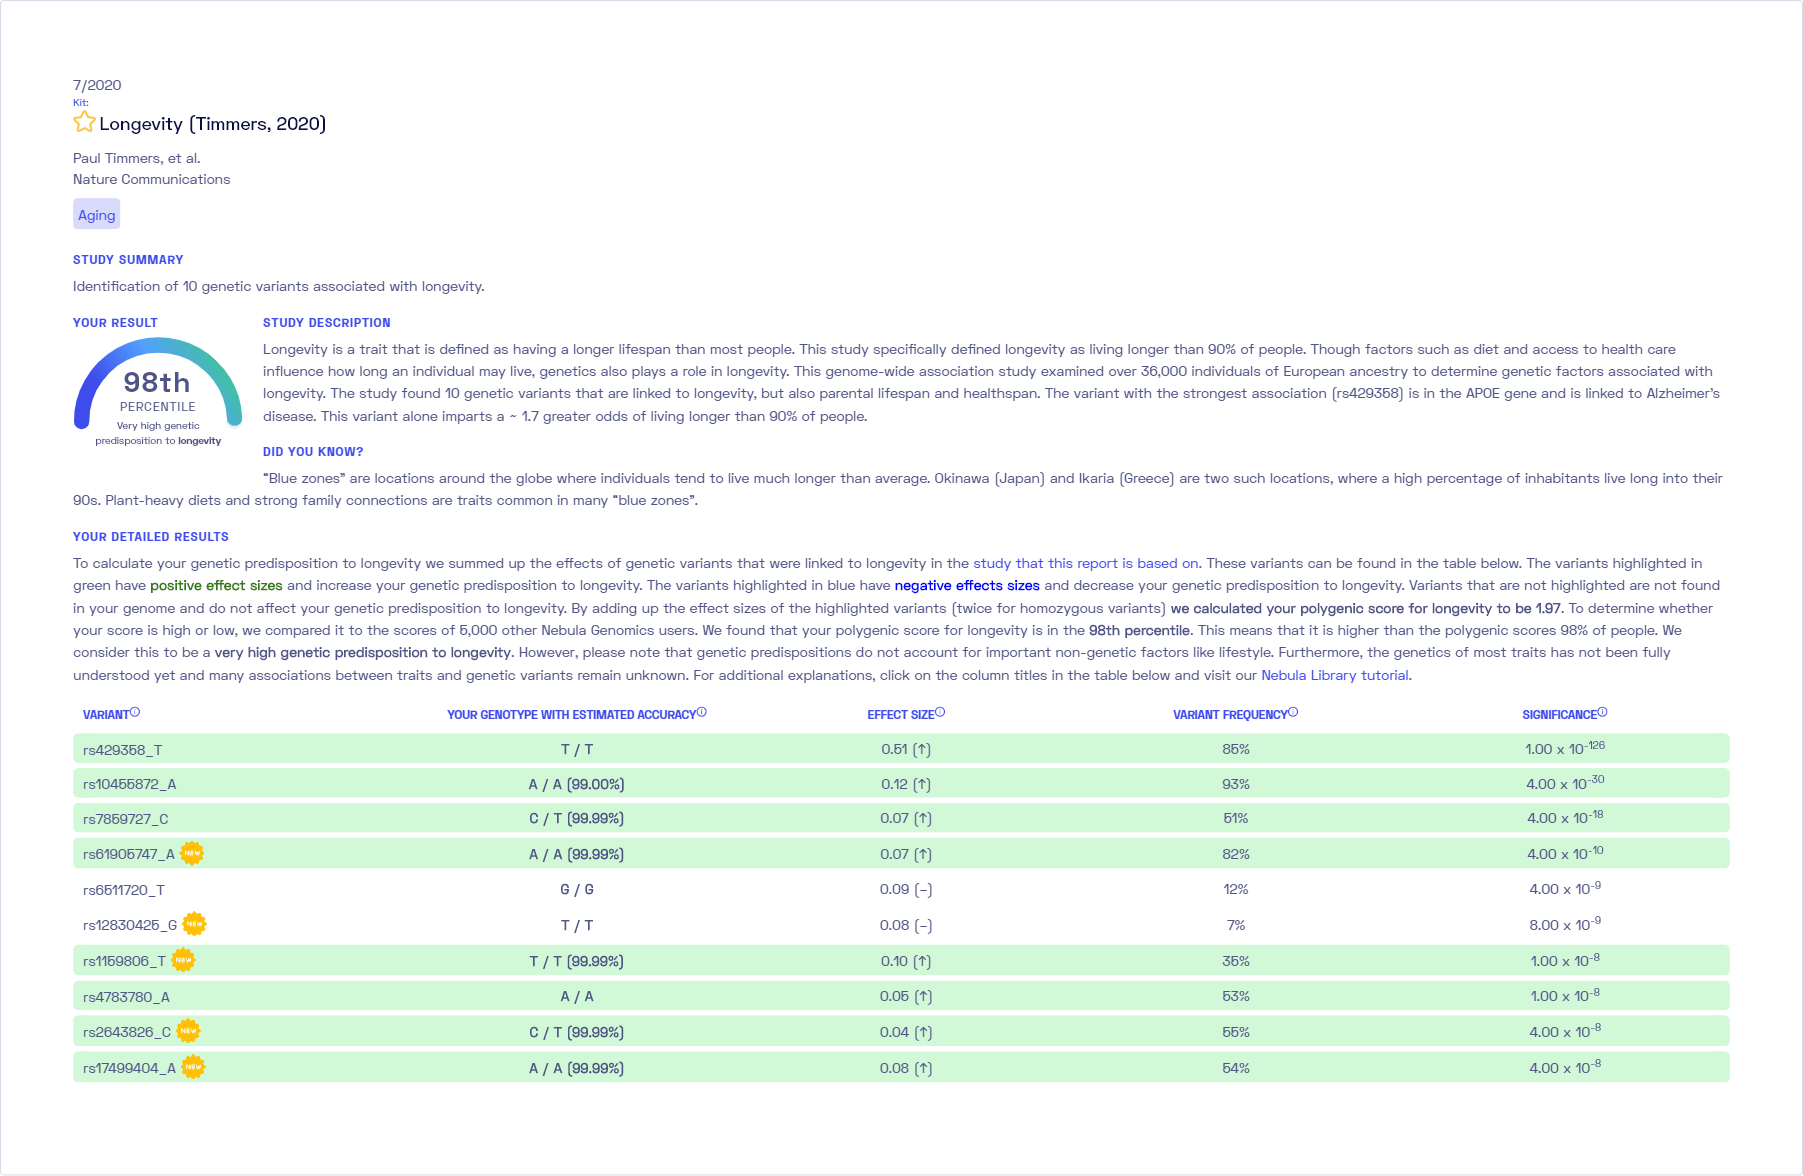 7/2020
Kit:
Longevity (Timmers, 2020)
Paul Timmers, et al.
Nature Communications
Aging
STUDY SUMMARY
Identification of 10 genetic variants associated with longevity.
YOUR RESULT
98th
PERCENTILE
Very high genetic
predisposition to longevity
STUDY DESCRIPTION
Longevity is a trait that is defined as having a longer lifespan than most people. This study specifically defined longevity as living longer than 90% of people. Though factors such as diet and access to health care
influence how long an individual may live, genetics also plays a role in longevity. This genome-wide association study examined over 36,000 individuals of European ancestry to determine genetic factors associated with
longevity. The study found 10 genetic variants that are linked to longevity, but also parental lifespan and healthspan. The variant with the strongest association (rs429358) is in the APOE gene and is linked to Alzheimer's
disease. This variant alone imparts a ~ 1.7 greater odds of living longer than 90% of people.
DID YOU KNOW?
"Blue zones" are locations around the globe where individuals tend to live much longer than average. Okinawa (Japan) and Ikaria (Greece) are two such locations, where a high percentage of inhabitants live long into their
90s. Plant-heavy diets and strong family connections are traits common in many "blue zones".
YOUR DETAILED RESULTS
To calculate your genetic predisposition to longevity we summed up the effects of genetic variants that were linked to longevity in the study that this report is based on. These variants can be found in the table below. The variants highlighted in
green have positive effect sizes and increase your genetic predisposition to longevity. The variants highlighted in blue have negative effects sizes and decrease your genetic predisposition to longevity. Variants that are not highlighted are not found
in your genome and do not affect your genetic predisposition to longevity. By adding up the effect sizes of the highlighted variants (twice for homozygous variants) we calculated your polygenic score for longevity to be 1.97. To determine whether
your score is high or low, we compared it to the scores of 5,000 other Nebula Genomics users. We found that your polygenic score for longevity is in the 98th percentile. This means that it is higher than the polygenic scores 98% of people. We
consider this to be a very high genetic predisposition to longevity. However, please note that genetic predispositions do not account for important non-genetic factors like lifestyle. Furthermore, the genetics of most traits has not been fully
understood yet and many associations between traits and genetic variants remain unknown. For additional explanations, click on the column titles in the table below and visit our Nebula Library tutorial.
VARIANT YOUR GENOTYPE WITH ESTIMATED ACCURACY EFFECT SIZE VARIANT FREQUENCY SIGNIFICANCE
rs429358_T T / T 0.51 (↑) 85% 1.00 x 10⁻¹²⁶
rs10455872_A A / A (99.00%) 0.12 (↑) 93% 4.00 x 10⁻³⁰
rs7859727_C C / T (99.99%) 0.07 (↑) 51% 4.00 x 10⁻¹⁸
rs61905747_A NEW A / A (99.99%) 0.07 (↑) 82% 4.00 x 10⁻¹⁰
rs6511720_T G / G 0.09 (–) 12% 4.00 x 10⁻⁹
rs12830425_G NEW T / T 0.08 (–) 7% 8.00 x 10⁻⁹
rs1159806_T NEW T / T (99.99%) 0.10 (↑) 35% 1.00 x 10⁻⁸
rs4783780_A A / A 0.05 (↑) 53% 1.00 x 10⁻⁸
rs2643826_C NEW C / T (99.99%) 0.04 (↑) 55% 4.00 x 10⁻⁸
rs17499404_A NEW A / A (99.99%) 0.08 (↑) 54% 4.00 x 10⁻⁸